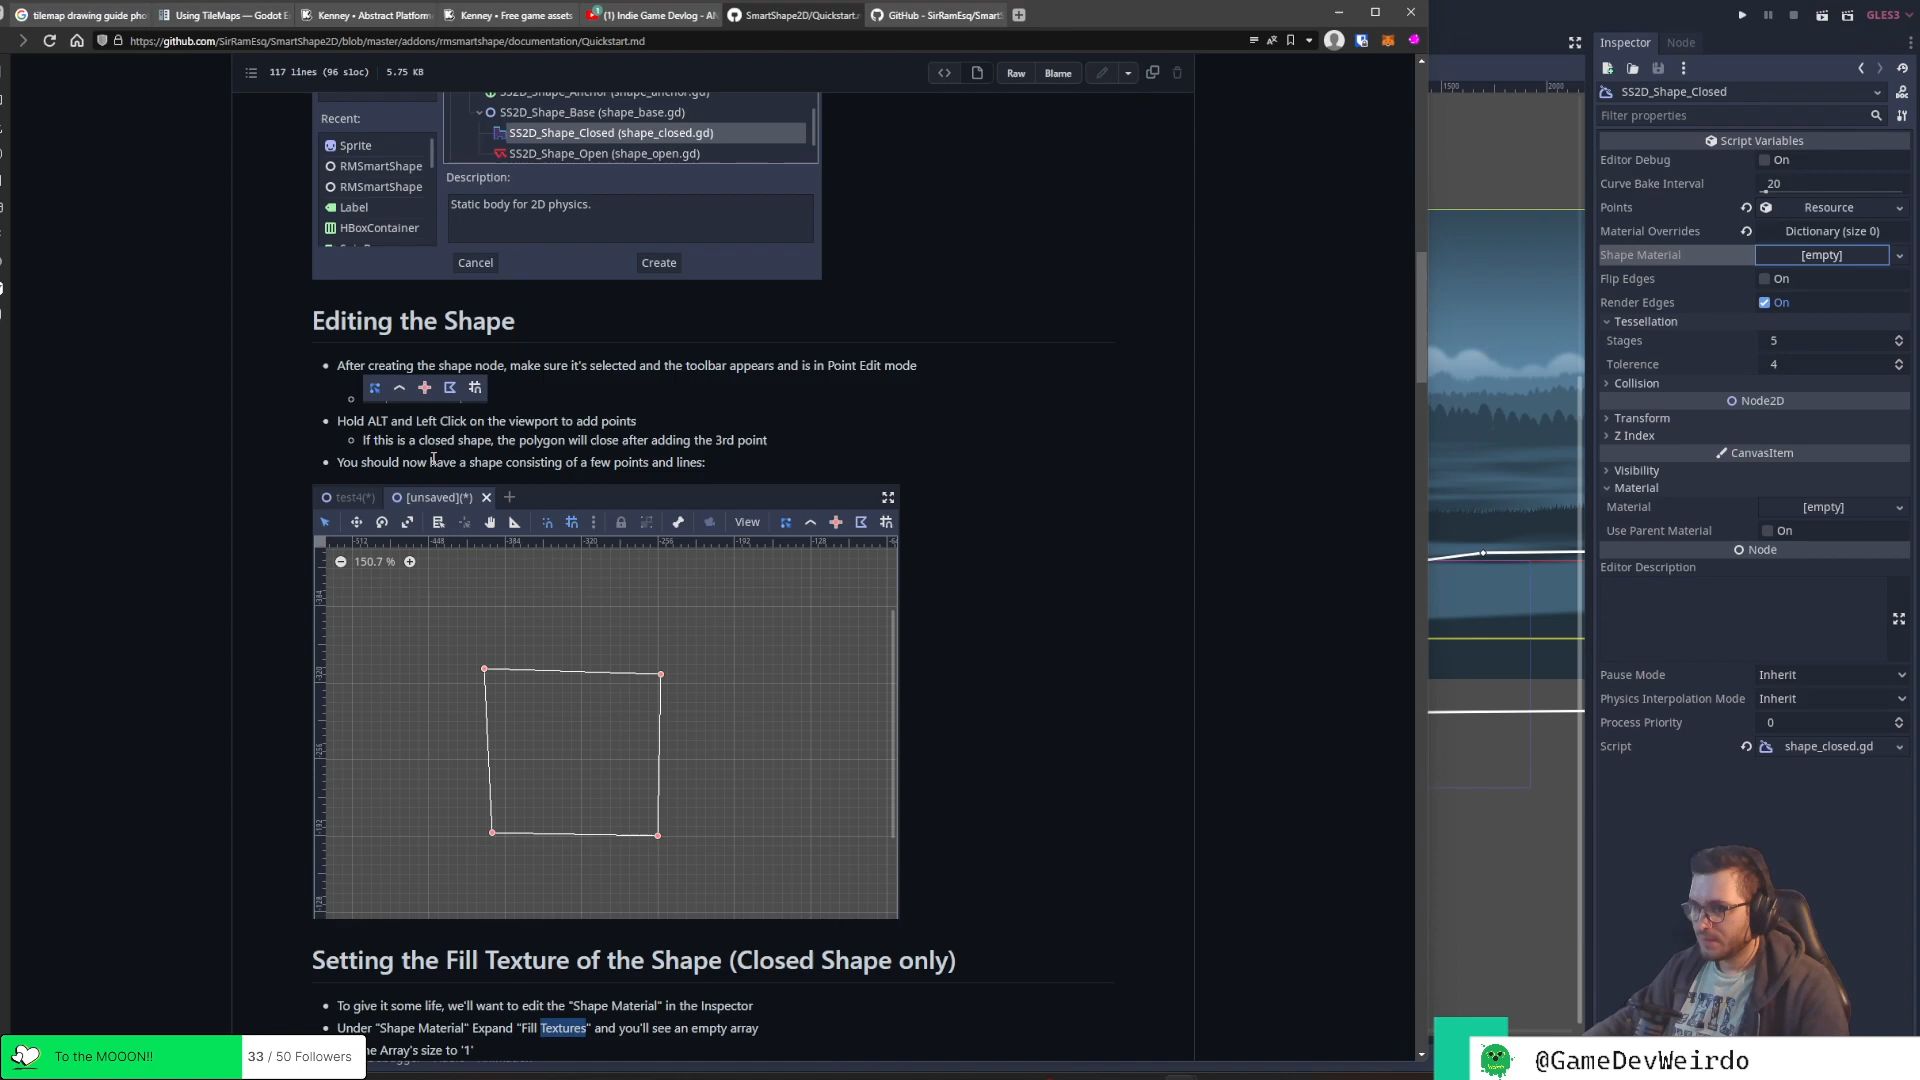 tilemap drawing guide pho
Using TileMaps — Godot E
Kenney • Abstract Platform
Kenney • Free game assets
(1) Indie Game Devlog - A
SmartShape2D/Quickstart.
GitHub - SirRamEsq/Smart
GLES3
https://github.com/SirRamEsq/SmartShape2D/blob/master/addons/rmsmartshape/documentation/Quickstart.md
117 lines (96 sloc)
5.75 KB
Raw
Blame
SS2D_Shape_Anchor (shape_anchor.gd)
SS2D_Shape_Base (shape_base.gd)
SS2D_Shape_Closed (shape_closed.gd)
SS2D_Shape_Open (shape_open.gd)
Recent:
Sprite
RMSmartShape
RMSmartShape
Label
HBoxContainer
Description:
Static body for 2D physics.
Cancel
Create
Editing the Shape
After creating the shape node, make sure it's selected and the toolbar appears and is in Point Edit mode
Hold ALT and Left Click on the viewport to add points
If this is a closed shape, the polygon will close after adding the 3rd point
You should now have a shape consisting of a few points and lines:
test4(*)
[unsaved](*)
View
-512
-448
-384
-320
-256
-192
-128
150.7 %
Setting the Fill Texture of the Shape (Closed Shape only)
To give it some life, we'll want to edit the "Shape Material" in the Inspector
Under "Shape Material" Expand "Fill Textures" and you'll see an empty array
Array's size to '1'
1500
2000
Inspector
Node
SS2D_Shape_Closed
Filter properties
Script Variables
Editor Debug
On
Curve Bake Interval
20
Points
Resource
Material Overrides
Dictionary (size 0)
Shape Material
[empty]
Flip Edges
On
Render Edges
On
Tessellation
Stages
5
Tolerence
4
Collision
Node2D
Transform
Z Index
CanvasItem
Visibility
Material
Material
[empty]
Use Parent Material
On
Node
Editor Description
Pause Mode
Inherit
Physics Interpolation Mode
Inherit
Process Priority
0
Script
shape_closed.gd
To the MOOON!!
33 / 50 Followers
@GameDevWeirdo